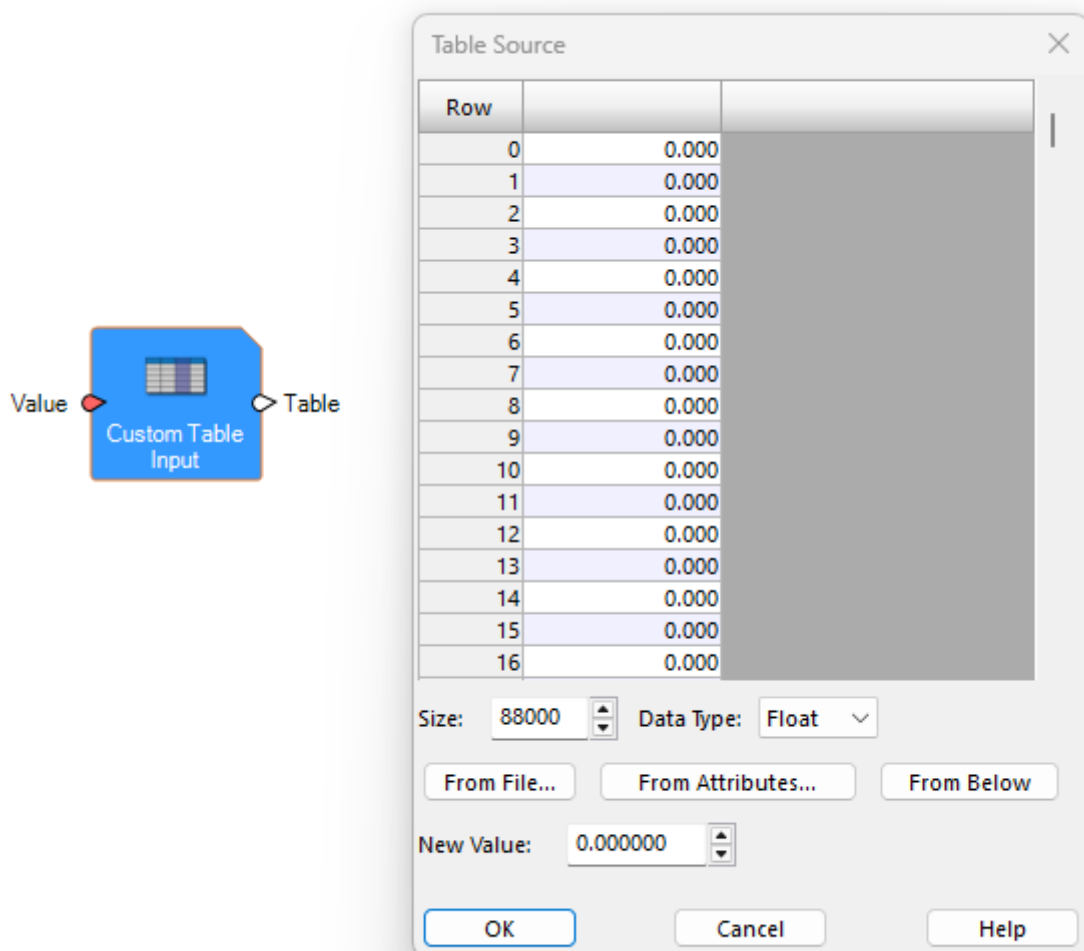 Table Source
Row
0 0.000
1 0.000
2 0.000
3 0.000
4 0.000
5 0.000
6 0.000
7 0.000
8 0.000
9 0.000
10 0.000
11 0.000
12 0.000
13 0.000
14 0.000
15 0.000
16 0.000
Value
Custom Table
Input
Table
Size: 88000 Data Type: Float
From File... From Attributes... From Below
New Value: 0.000000
OK Cancel Help